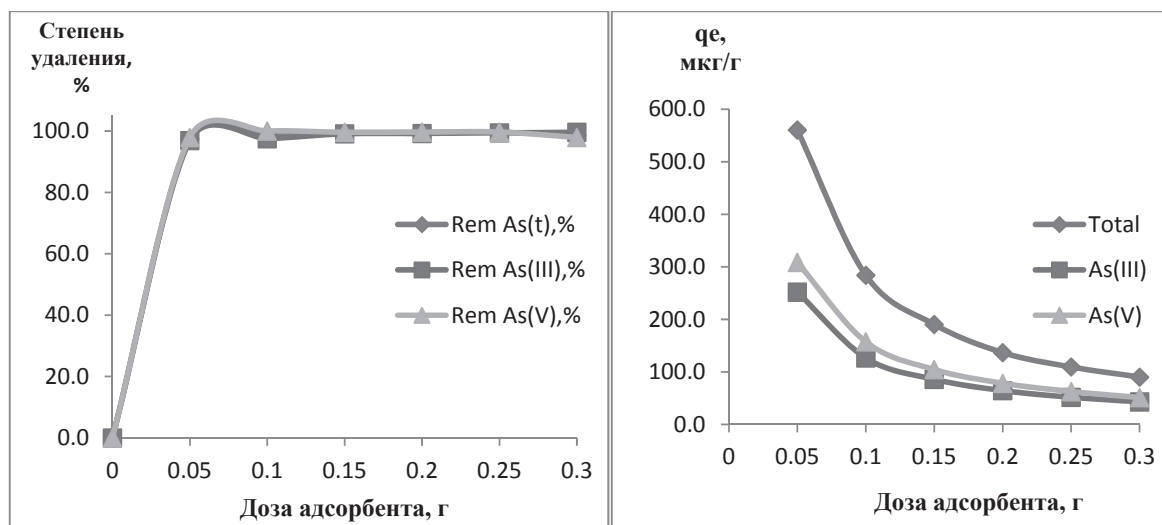 Степень
удаления,
%
100.0
80.0
60.0
40.0
20.0
0.0
0 0.05 0.1 0.15 0.2 0.25 0.3
Доза адсорбента, г
Rem As(t),%
Rem As(III),%
Rem As(V),%
qe,
мкг/г
600.0
500.0
400.0
300.0
200.0
100.0
0.0
0 0.05 0.1 0.15 0.2 0.25 0.3
Доза адсорбента, г
Total
As(III)
As(V)